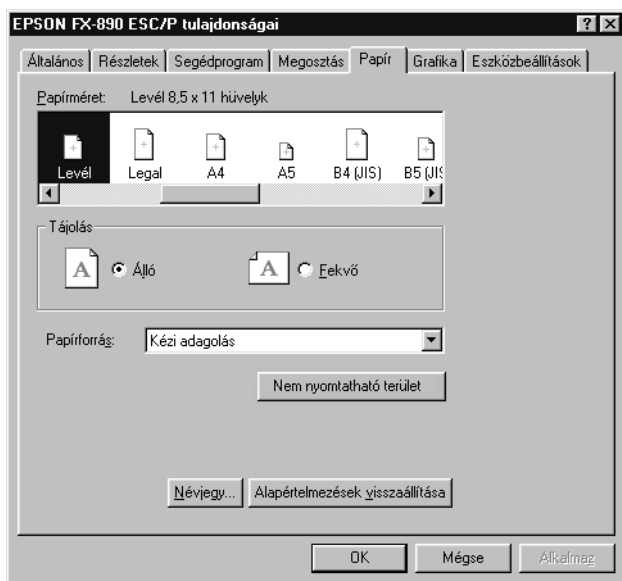 EPSON FX-890 ESC/P tulajdonságai
Általános Részletek Segédprogram Megosztás Papír Grafika Eszközbeállítások
Papírméret: Levél 8,5 x 11 hüvelyk
Levél Legal A4 A5 B4 (JIS) B5 (JIS
Tájolás
A Álló A Fekvő
Papírforrás: Kézi adagolás
Nem nyomtatható terület
Névjegy... Alapértelmezések visszaállítása
OK Mégse Alkalmaz